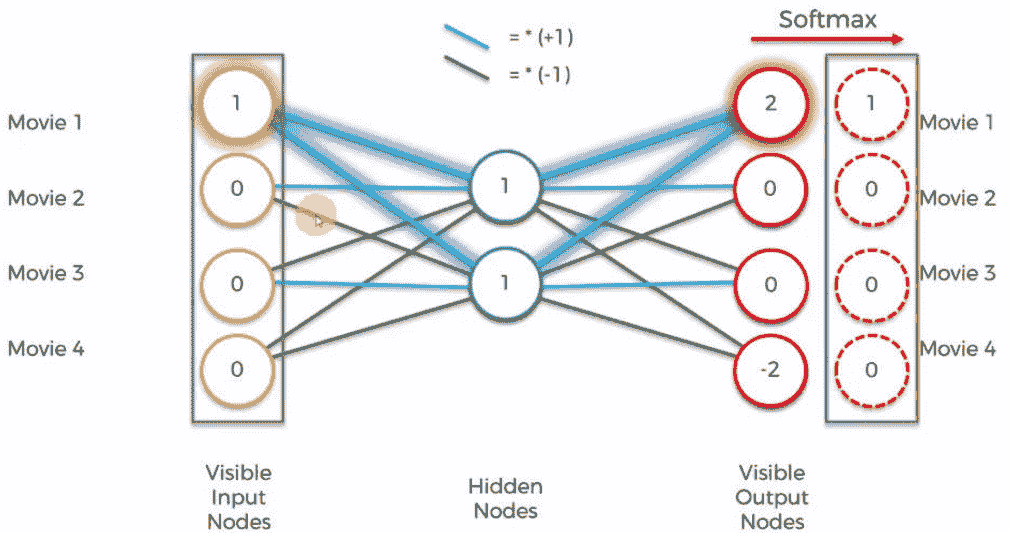 Softmax
= * (+1)
= * (-1)
Movie 1
1
1
2
1
Movie 1
Movie 2
0
0
0
Movie 2
Movie 3
0
1
0
0
Movie 3
Movie 4
0
-2
0
Movie 4
Visible
Input
Nodes
Hidden
Nodes
Visible
Output
Nodes